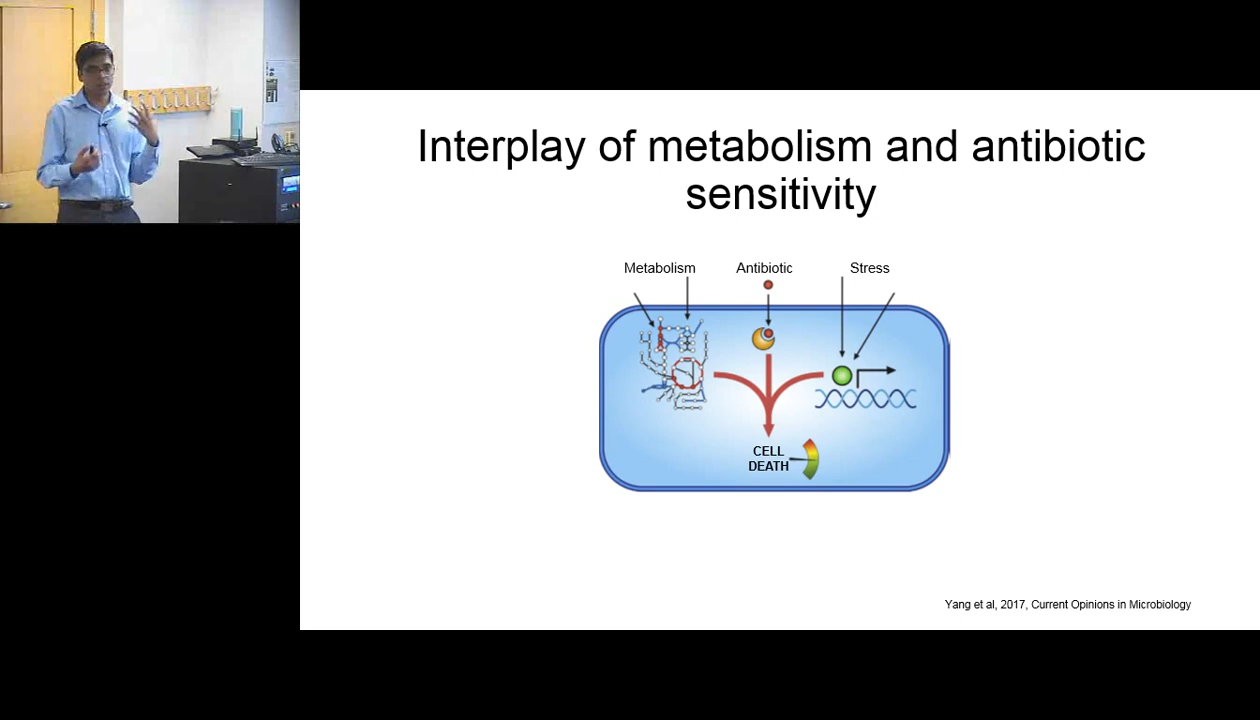 Interplay of metabolism and antibiotic
sensitivity
Metabolism Antibiotic Stress
CELL
DEATH
Yang et al, 2017, Current Opinions in Microbiology